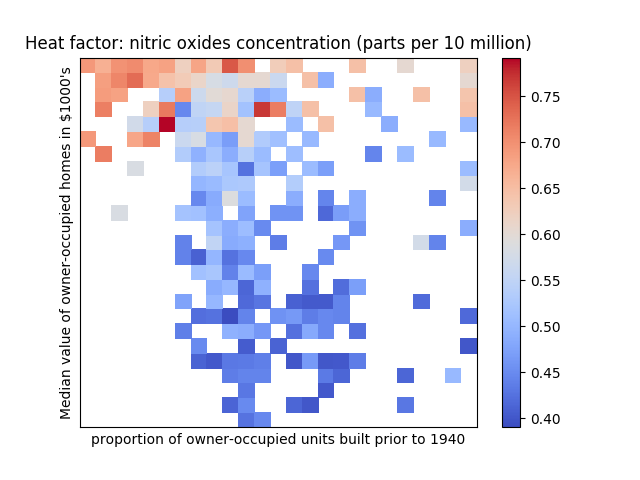 Heat factor: nitric oxides concentration (parts per 10 million)
Median value of owner-occupied homes in $1000's
proportion of owner-occupied units built prior to 1940
0.75
0.70
0.65
0.60
0.55
0.50
0.45
0.40